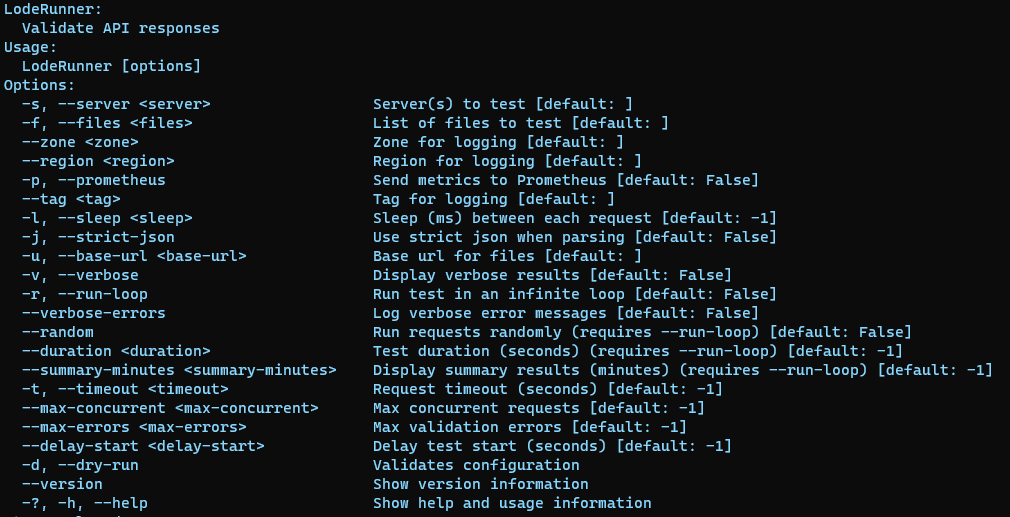 LodeRunner:
  Validate API responses
Usage:
  LodeRunner [options]
Options:
  -s, --server <server>                  Server(s) to test [default: ]
  -f, --files <files>                    List of files to test [default: ]
  --zone <zone>                          Zone for logging [default: ]
  --region <region>                      Region for logging [default: ]
  -p, --prometheus                       Send metrics to Prometheus [default: False]
  --tag <tag>                            Tag for logging [default: ]
  -l, --sleep <sleep>                    Sleep (ms) between each request [default: -1]
  -j, --strict-json                      Use strict json when parsing [default: False]
  -u, --base-url <base-url>              Base url for files [default: ]
  -v, --verbose                          Display verbose results [default: False]
  -r, --run-loop                         Run test in an infinite loop [default: False]
  --verbose-errors                       Log verbose error messages [default: False]
  --random                               Run requests randomly (requires --run-loop) [default: False]
  --duration <duration>                  Test duration (seconds) (requires --run-loop) [default: -1]
  --summary-minutes <summary-minutes>    Display summary results (minutes) (requires --run-loop) [default: -1]
  -t, --timeout <timeout>                Request timeout (seconds) [default: -1]
  --max-concurrent <max-concurrent>      Max concurrent requests [default: -1]
  --max-errors <max-errors>              Max validation errors [default: -1]
  --delay-start <delay-start>            Delay test start (seconds) [default: -1]
  -d, --dry-run                          Validates configuration
  --version                              Show version information
  -?, -h, --help                         Show help and usage information